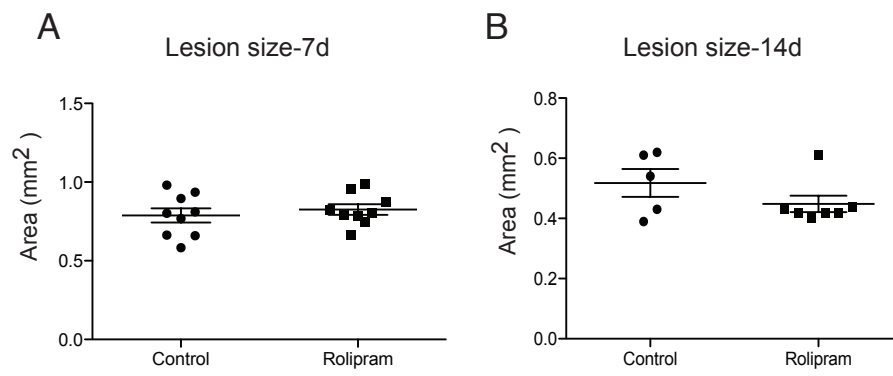 A
Lesion size-7d
Area (mm²)
1.5
1.0
0.5
0.0
Control Rolipram
B
Lesion size-14d
Area (mm²)
0.8
0.6
0.4
0.2
0.0
Control Rolipram